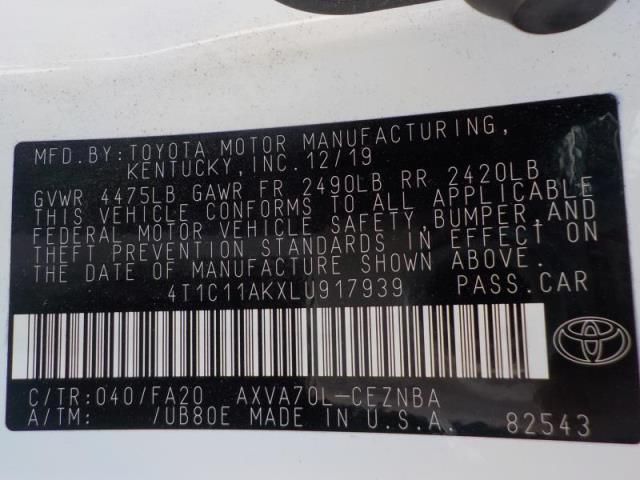 MFD. BY: TOYOTA MOTOR MANUFACTURING,
KENTUCKY, INC. 12/19
GVWR 4475LB GAWR FR 2490LB RR 2420LB
THIS VEHICLE CONFORMS TO ALL APPLICABLE
FEDERAL MOTOR VEHICLE SAFETY, BUMPER, AND
THEFT PREVENTION STANDARDS IN EFFECT ON
THE DATE OF MANUFACTURE SHOWN ABOVE.
4T1C11AKXLU917939 PASS. CAR
C/TR: 040/FA20 AXVA70L-CEZNBA
A/TM: /UB80E MADE IN U.S.A. 82543